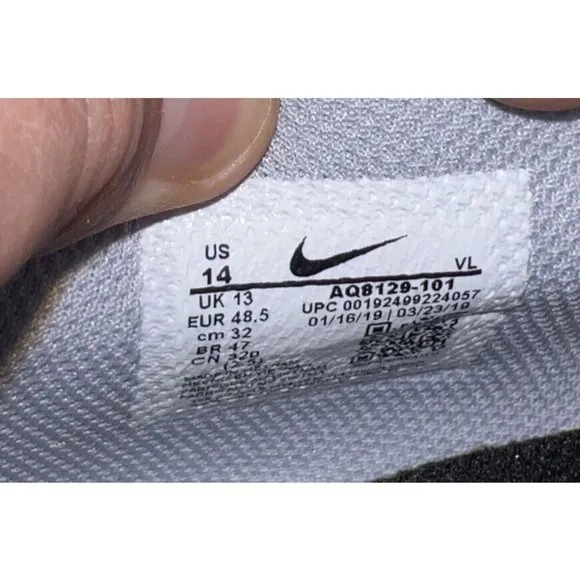 US
14
UK 13
EUR 48.5
cm 32
BR 47
CN 320
VL
AQ8129-101
UPC 00192499224057
01/16/19 | 03/23/19